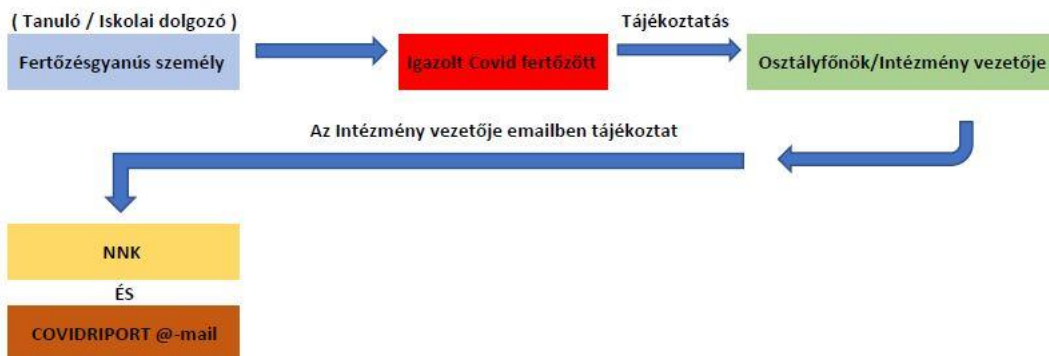 ( Tanuló / Iskolai dolgozó )
Tájékoztatás
Fertőzésgyanús személy
Igazolt Covid fertőzött
Osztályfőnök/Intézmény vezetője
Az Intézmény vezetője emailben tájékoztat
NNK
ÉS
COVIDRIPORT @-mail